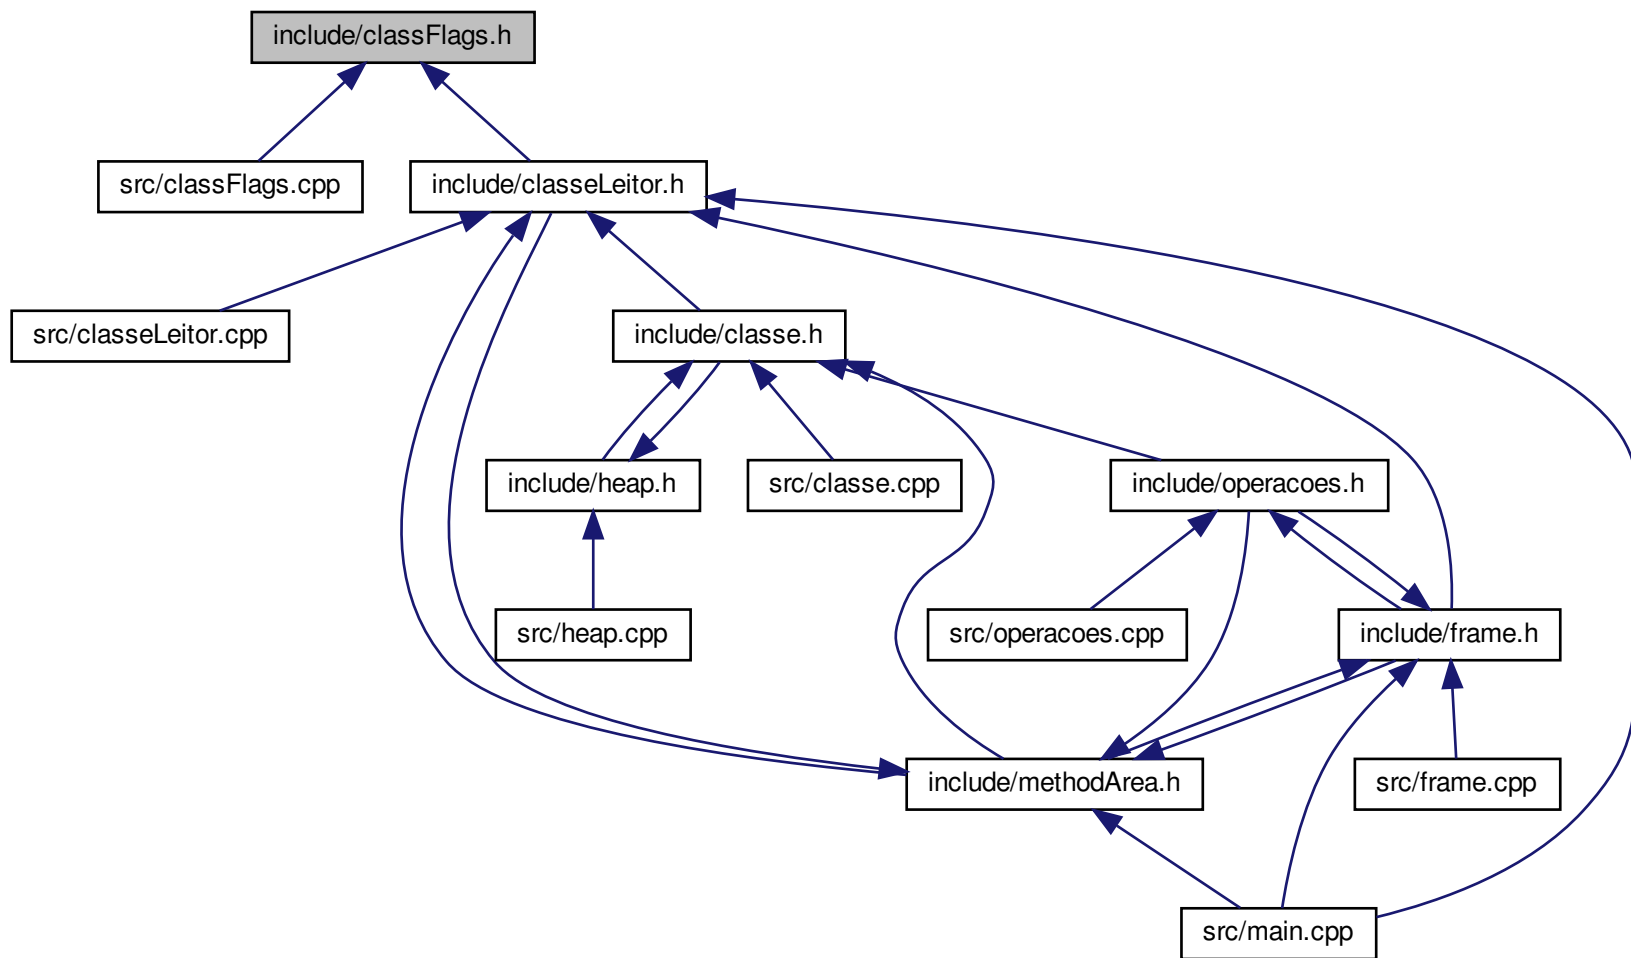 include/classFlags.h
src/classFlags.cpp
include/classeLeitor.h
src/classeLeitor.cpp
include/classe.h
include/heap.h
src/classe.cpp
include/operacoes.h
src/heap.cpp
src/operacoes.cpp
include/frame.h
include/methodArea.h
src/frame.cpp
src/main.cpp